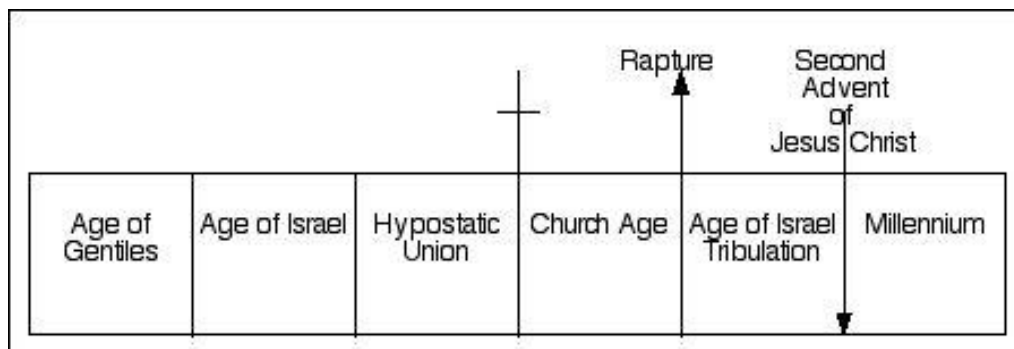 Rapture
Second
Advent
of
Jesus Christ
Age of
Gentiles
Age of Israel
Hypostatic
Union
Church Age
Age of Israel
Tribulation
Millennium